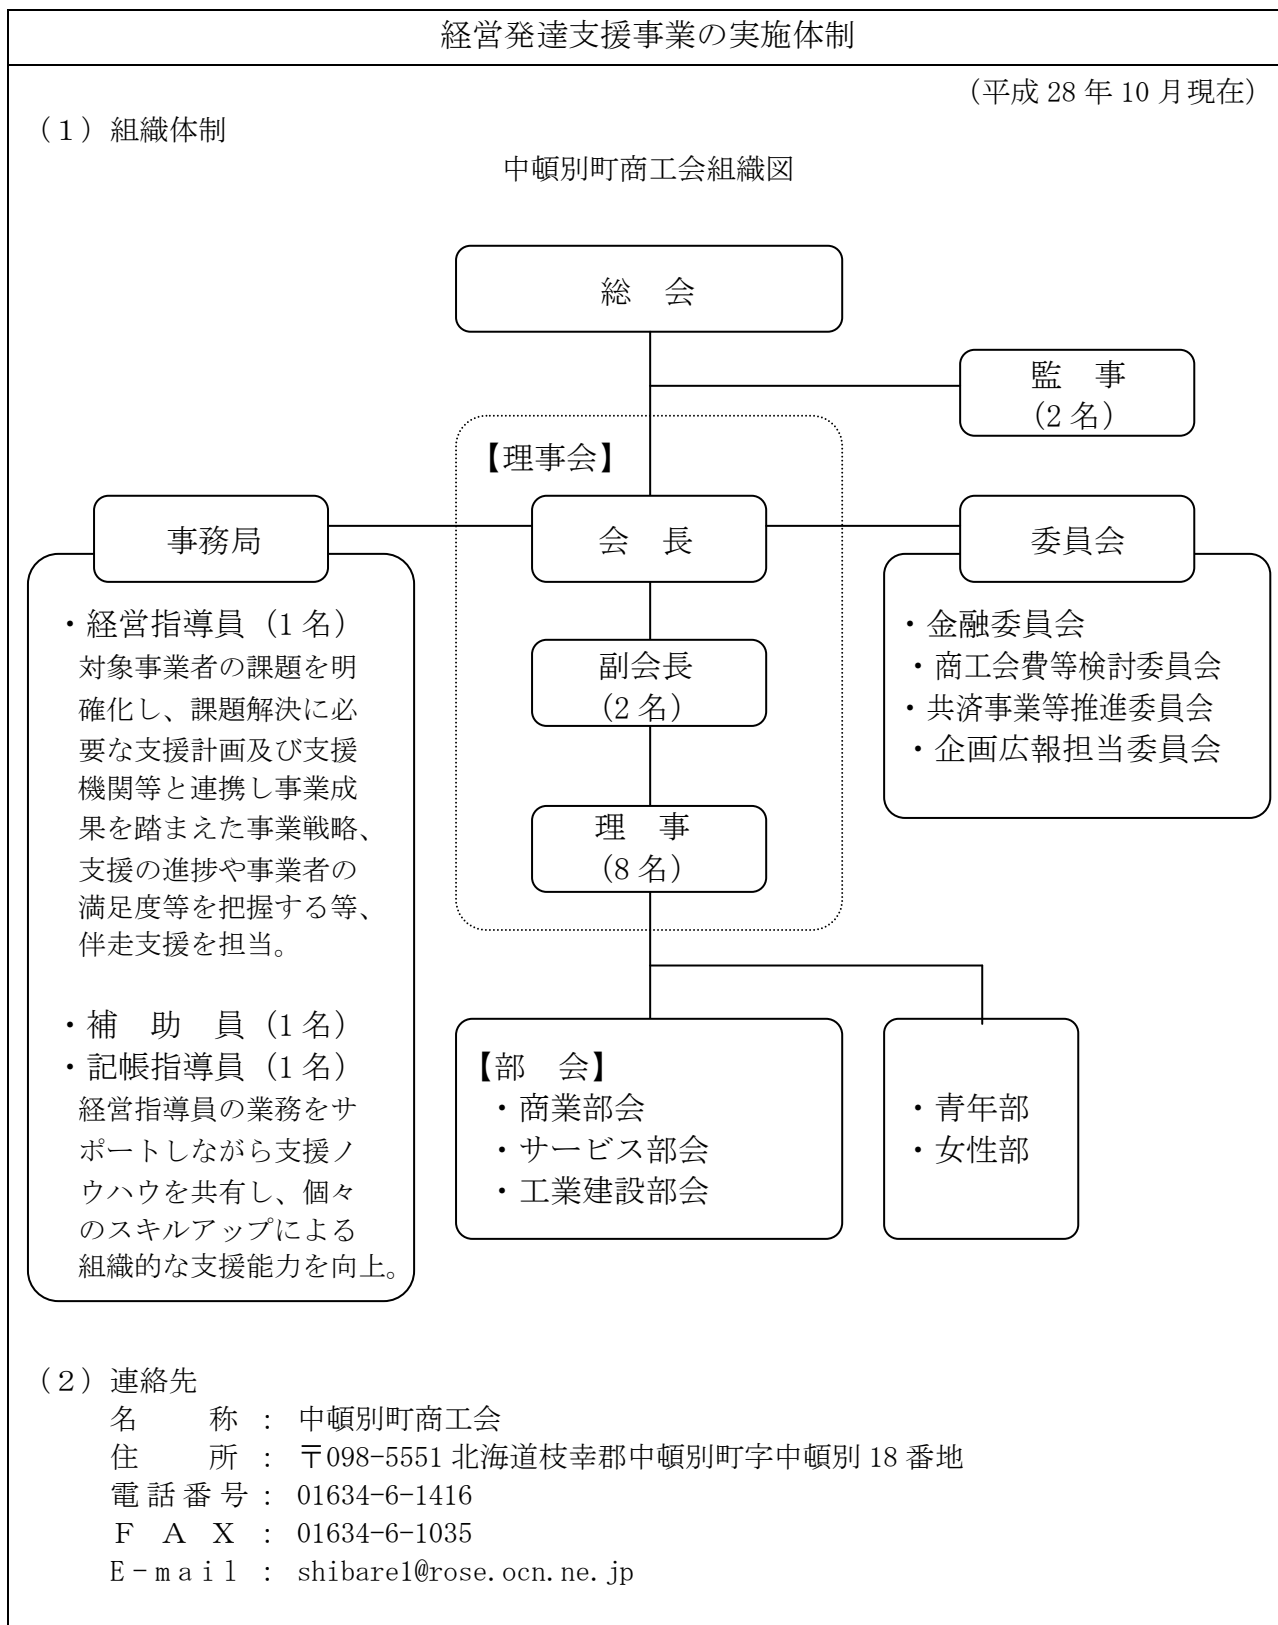 経営発達支援事業の実施体制
(平成 28 年 10 月現在)
(１) 組織体制
中頓別町商工会組織図
総　会
監　事
(2 名)
【理事会】
事務局
会　長
委員会
・経営指導員 (1 名)
対象事業者の課題を明
確化し、課題解決に必
要な支援計画及び支援
機関等と連携し事業成
果を踏まえた事業戦略、
支援の進捗や事業者の
満足度等を把握する等、
伴走支援を担当。
・補　助　員 (1 名)
・記帳指導員 (1 名)
経営指導員の業務をサ
ポートしながら支援ノ
ウハウを共有し、個々
のスキルアップによる
組織的な支援能力を向上。
副会長
(2 名)
理　事
(8 名)
・金融委員会
・商工会費等検討委員会
・共済事業等推進委員会
・企画広報担当委員会
【部　会】
・商業部会
・サービス部会
・工業建設部会
・青年部
・女性部
(２) 連絡先
名　　称 : 中頓別町商工会
住　　所 : 〒098-5551 北海道枝幸郡中頓別町字中頓別 18 番地
電話番号 : 01634-6-1416
Ｆ Ａ Ｘ : 01634-6-1035
E-mail : shibare1@rose.ocn.ne.jp